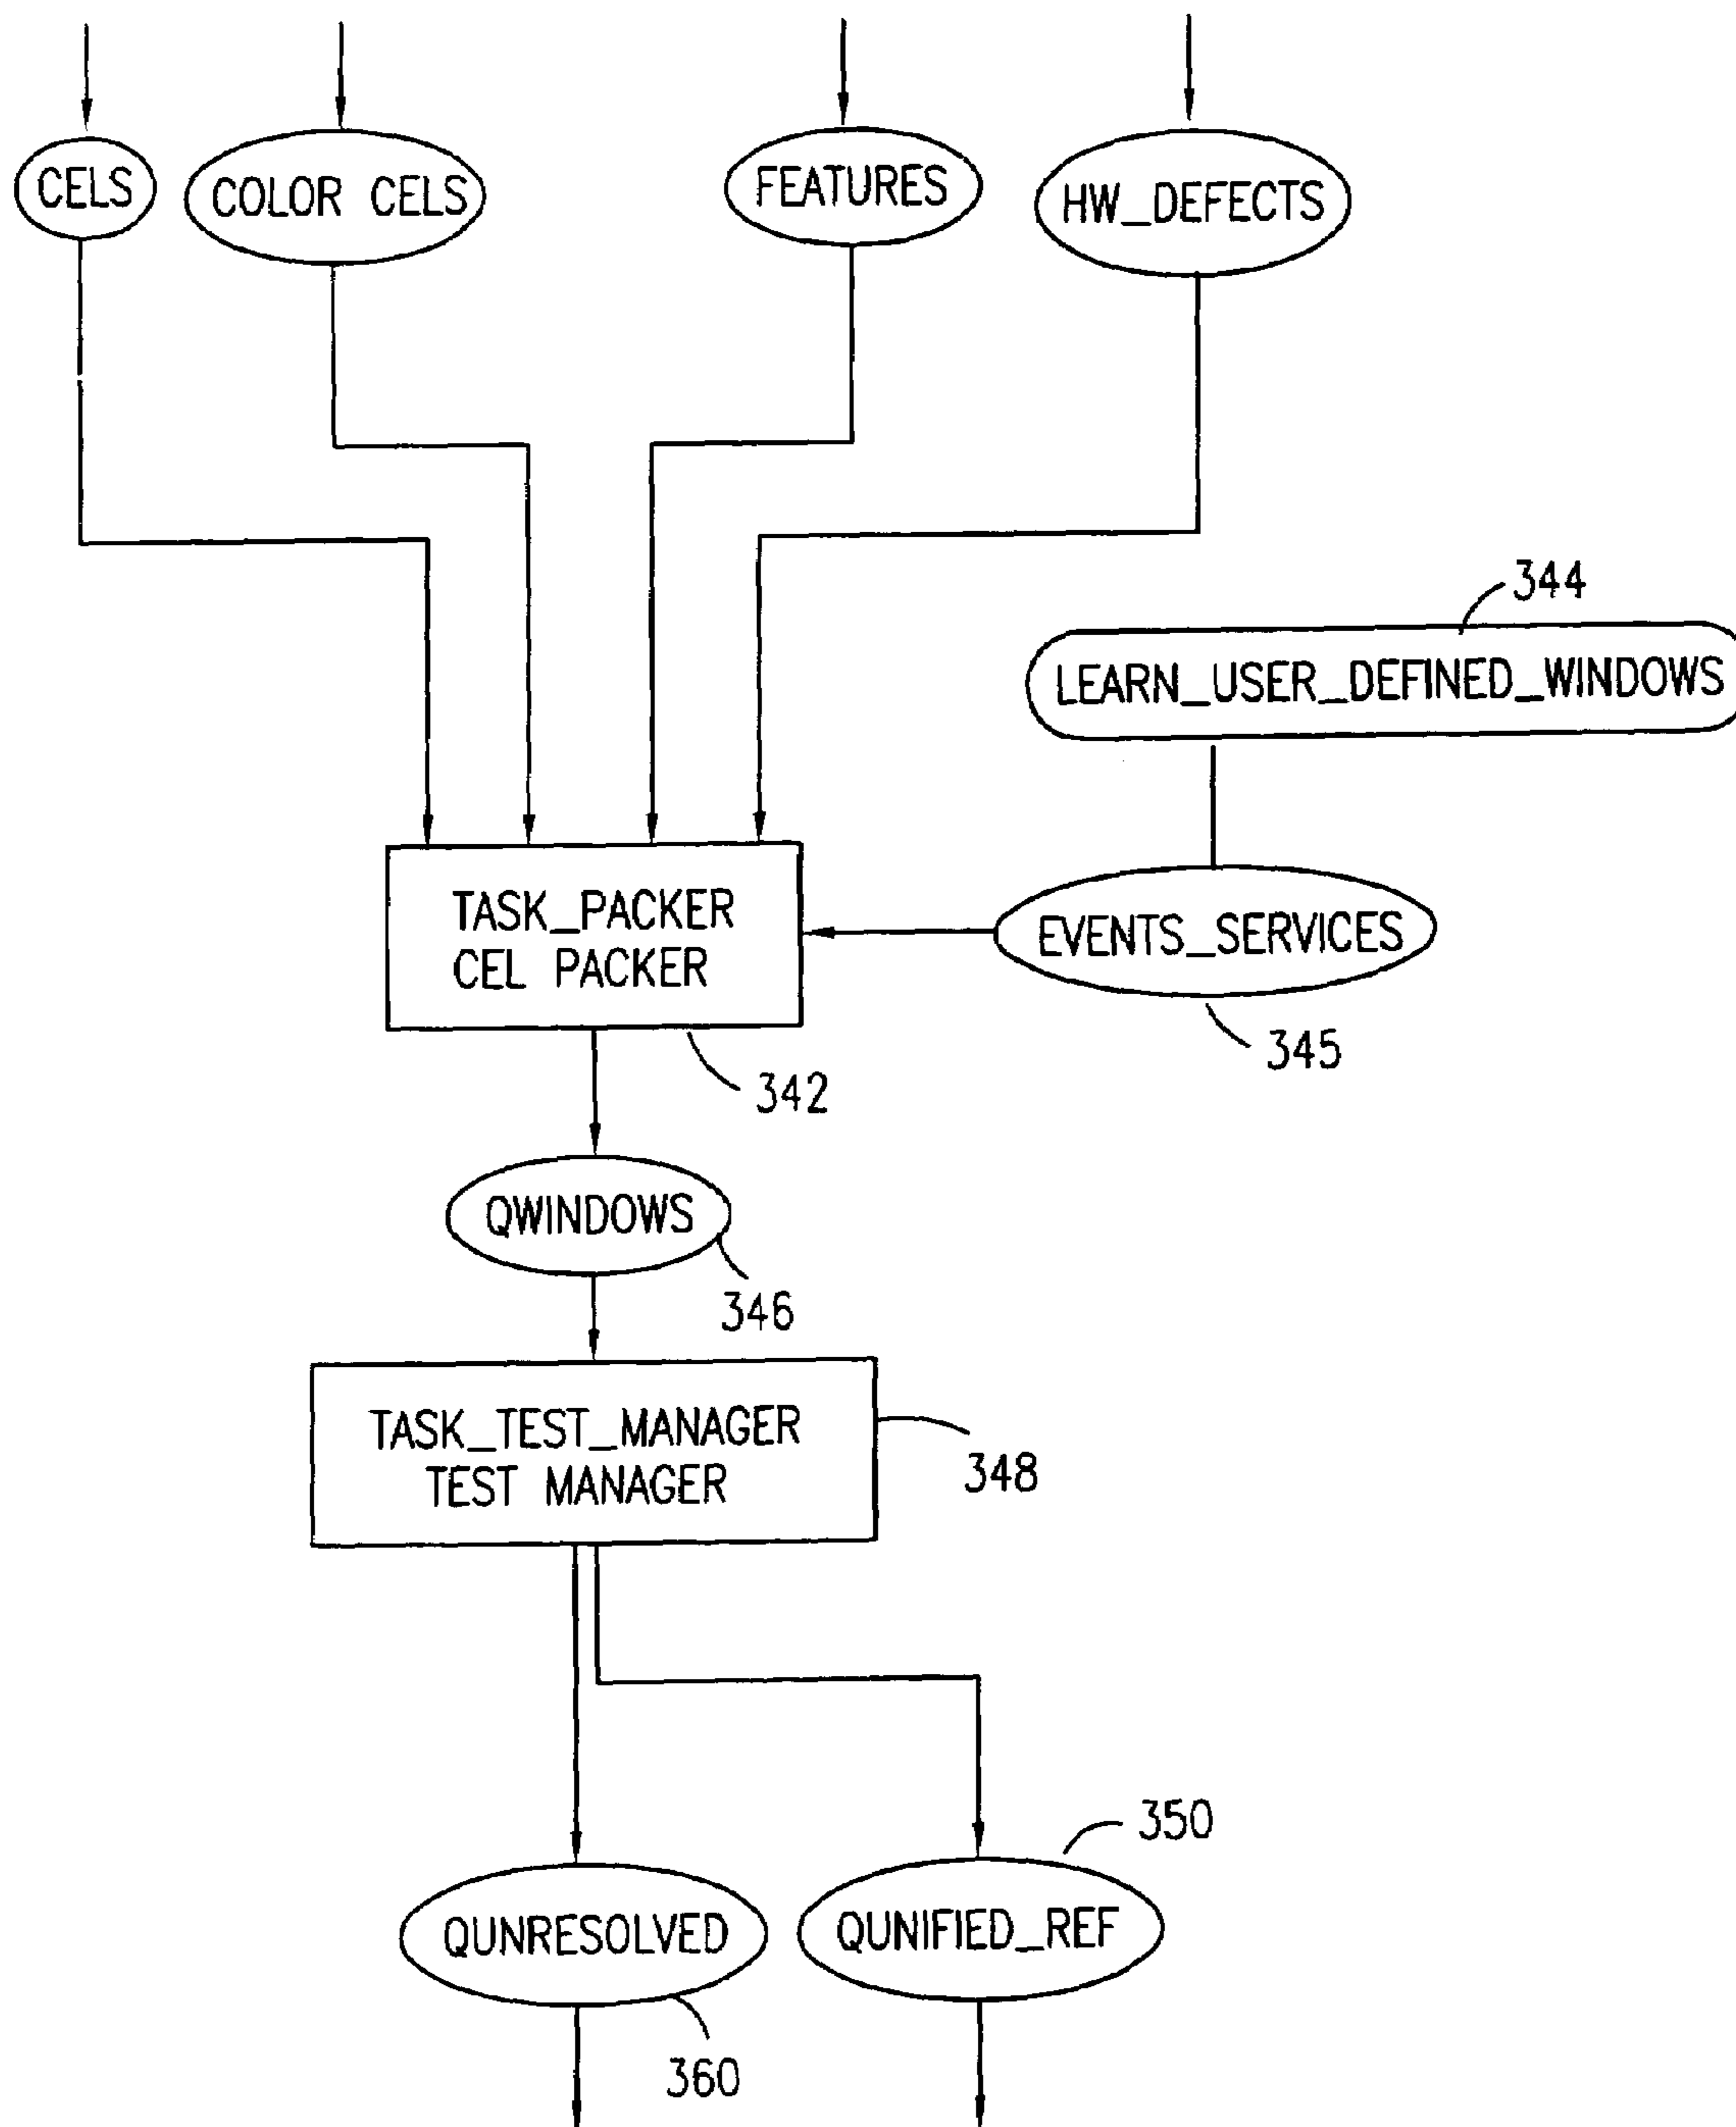 CELS
COLOR CELS
FEATURES
HW_DEFECTS
344
LEARN_USER_DEFINED_WINDOWS
TASK_PACKER
CEL PACKER
EVENTS_SERVICES
345
342
QWINDOWS
346
TASK_TEST_MANAGER
TEST MANAGER
348
350
QUNRESOLVED
QUNIFIED_REF
360